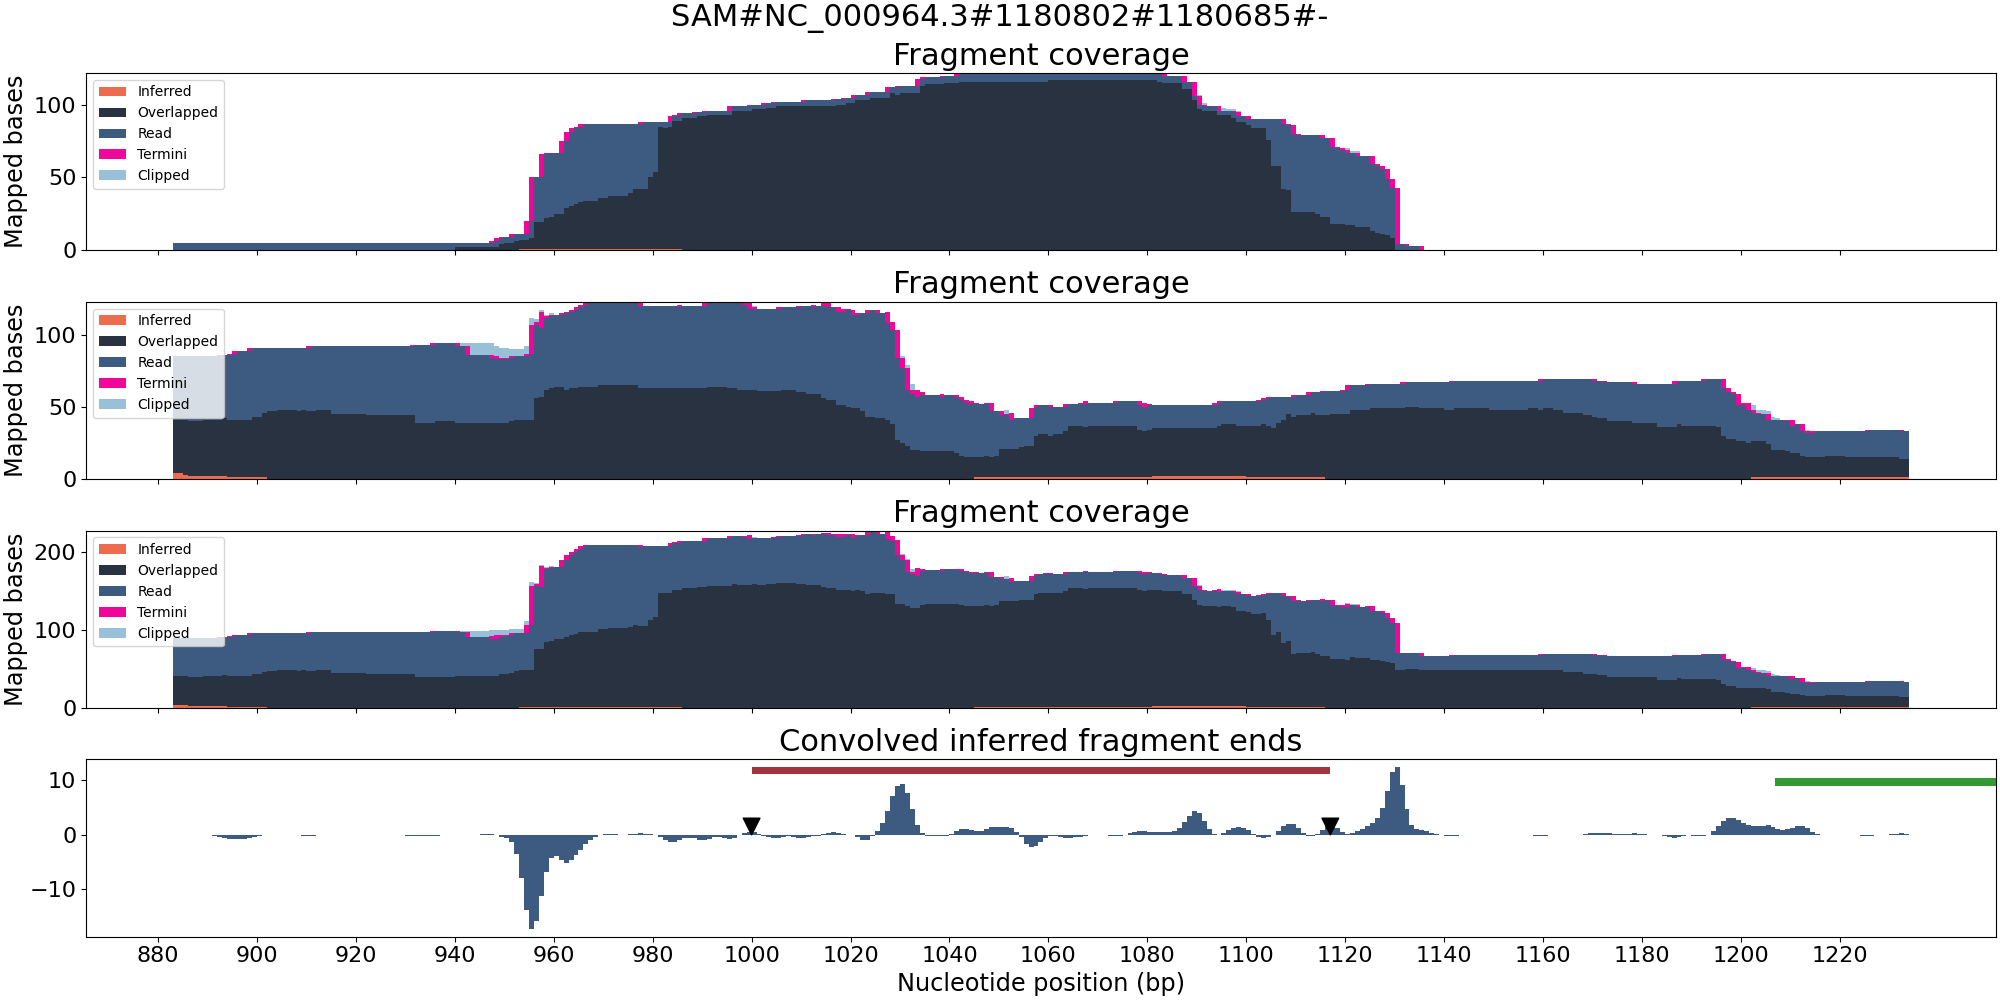 SAM#NC_000964.3#1180802#1180685#-
Fragment coverage
Mapped bases
100
50
0
Inferred
Overlapped
Read
Termini
Clipped
Fragment coverage
Mapped bases
100
50
0
Inferred
Overlapped
Read
Termini
Clipped
Fragment coverage
Mapped bases
200
100
0
Inferred
Overlapped
Read
Termini
Clipped
Convolved inferred fragment ends
10
0
−10
880 900 920 940 960 980 1000 1020 1040 1060 1080 1100 1120 1140 1160 1180 1200 1220
Nucleotide position (bp)